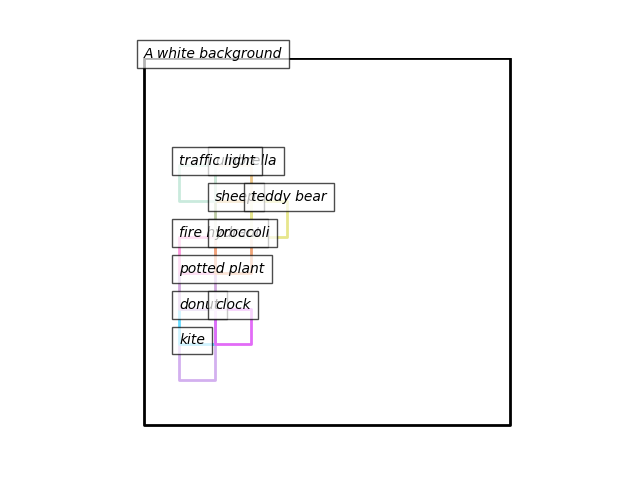 A white background
traffic light
umbrella
sheep
teddy bear
fire hydrant
broccoli
potted plant
donut
clock
kite